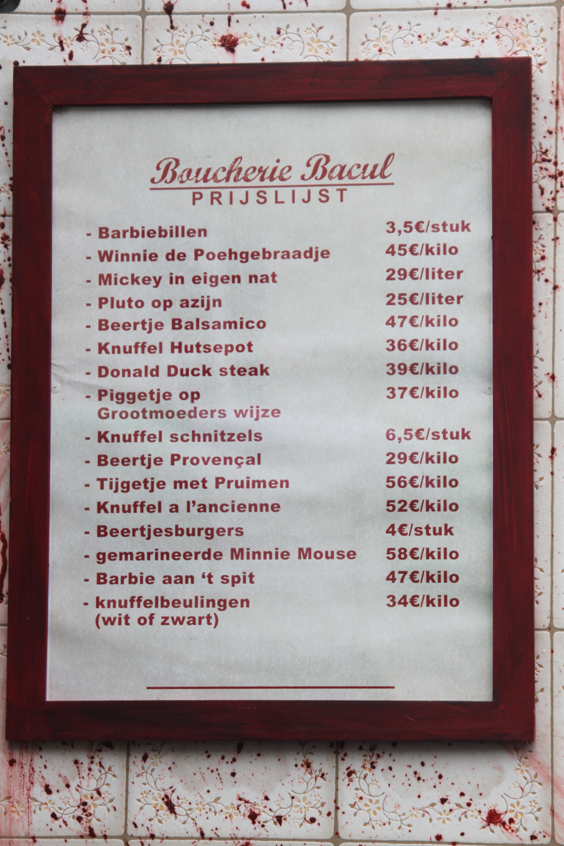 Boucherie Bacul
PRIJSLIJST
- Barbiebillen 3,5€/stuk
- Winnie de Poehgebraadje 45€/kilo
- Mickey in eigen nat 29€/liter
- Pluto op azijn 25€/liter
- Beertje Balsamico 47€/kilo
- Knuffel Hutsepot 36€/kilo
- Donald Duck steak 39€/kilo
- Piggetje op 37€/kilo
Grootmoeders wijze
- Knuffel schnitzels 6,5€/stuk
- Beertje Provençal 29€/kilo
- Tijgetje met Pruimen 56€/kilo
- Knuffel a l'ancienne 52€/kilo
- Beertjesburgers 4€/stuk
- gemarineerde Minnie Mouse 58€/kilo
- Barbie aan 't spit 47€/kilo
- knuffelbeulingen 34€/kilo
(wit of zwart)